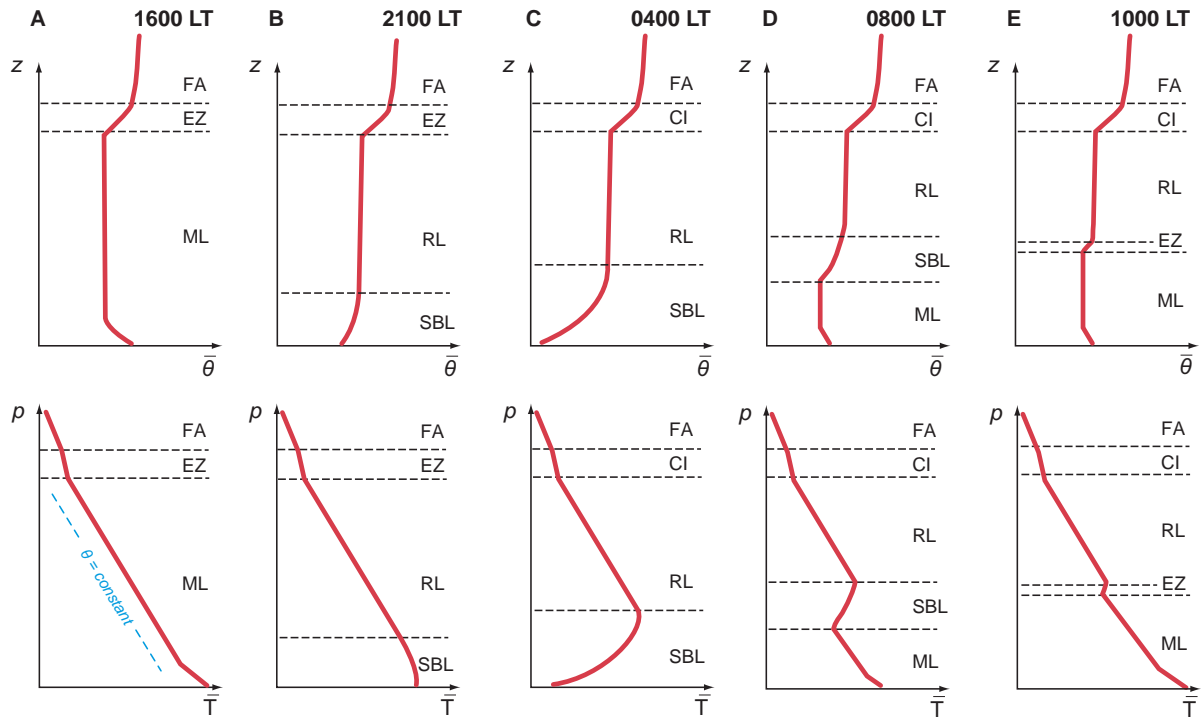 A 1600 LT
z
FA
EZ
ML
θ̅
B 2100 LT
z
FA
EZ
RL
SBL
θ̅
C 0400 LT
z
FA
CI
RL
SBL
θ̅
D 0800 LT
z
FA
CI
RL
SBL
ML
θ̅
E 1000 LT
z
FA
CI
RL
EZ
ML
θ̅
p
FA
EZ
ML
θ = constant
T̅
p
FA
EZ
RL
SBL
T̅
p
FA
CI
RL
SBL
T̅
p
FA
CI
RL
SBL
ML
T̅
p
FA
CI
RL
EZ
ML
T̅